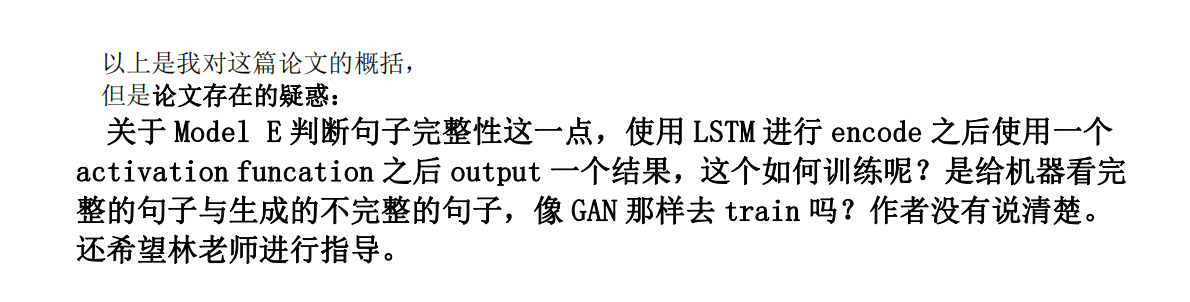 以上是我对这篇论文的概括，
但是论文存在的疑惑：
关于 Model E 判断句子完整性这一点，使用 LSTM 进行 encode 之后使用一个
activation funcation 之后 output 一个结果，这个如何训练呢？是给机器看完
整的句子与生成的不完整的句子，像 GAN 那样去 train 吗？作者没有说清楚。
还希望林老师进行指导。